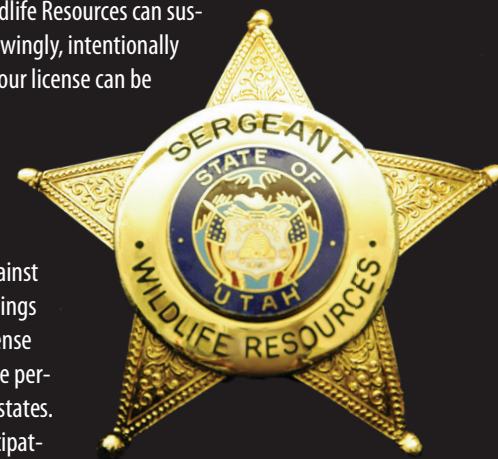 ldlife Resources can sus-
wingly, intentionally
our license can be
SERGEANT
STATE OF
UTAH
• WILDLIFE RESOURCES •
ainst
ings
ense
e per-
states.
cipat-